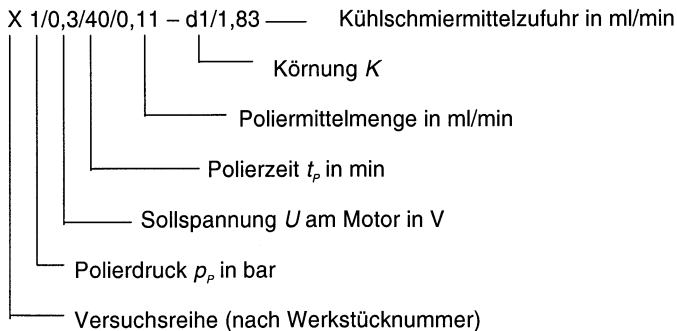 X 1/0,3/40/0,11 – d1/1,83 Kühlschmiermittelzufuhr in ml/min
Körnung K
Poliermittelmenge in ml/min
Polierzeit tP in min
Sollspannung U am Motor in V
Polierdruck pP in bar
Versuchsreihe (nach Werkstücknummer)